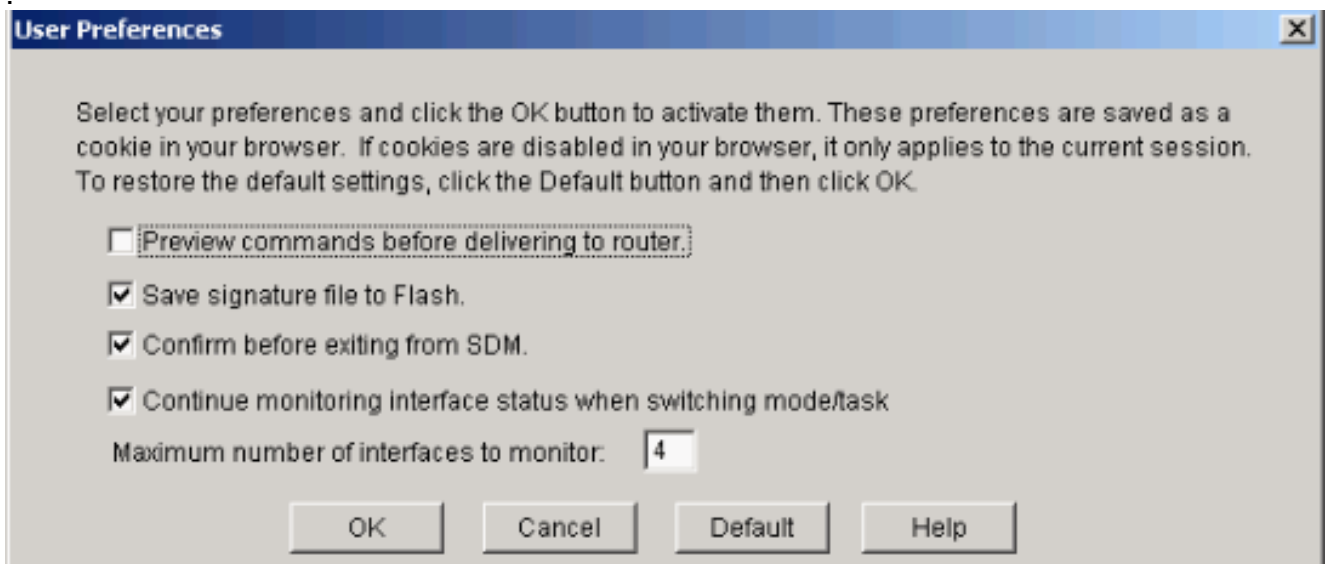 User Preferences
Select your preferences and click the OK button to activate them. These preferences are saved as a
cookie in your browser. If cookies are disabled in your browser, it only applies to the current session.
To restore the default settings, click the Default button and then click OK.
Preview commands before delivering to router.
Save signature file to Flash.
Confirm before exiting from SDM.
Continue monitoring interface status when switching mode/task
Maximum number of interfaces to monitor: 4
OK Cancel Default Help